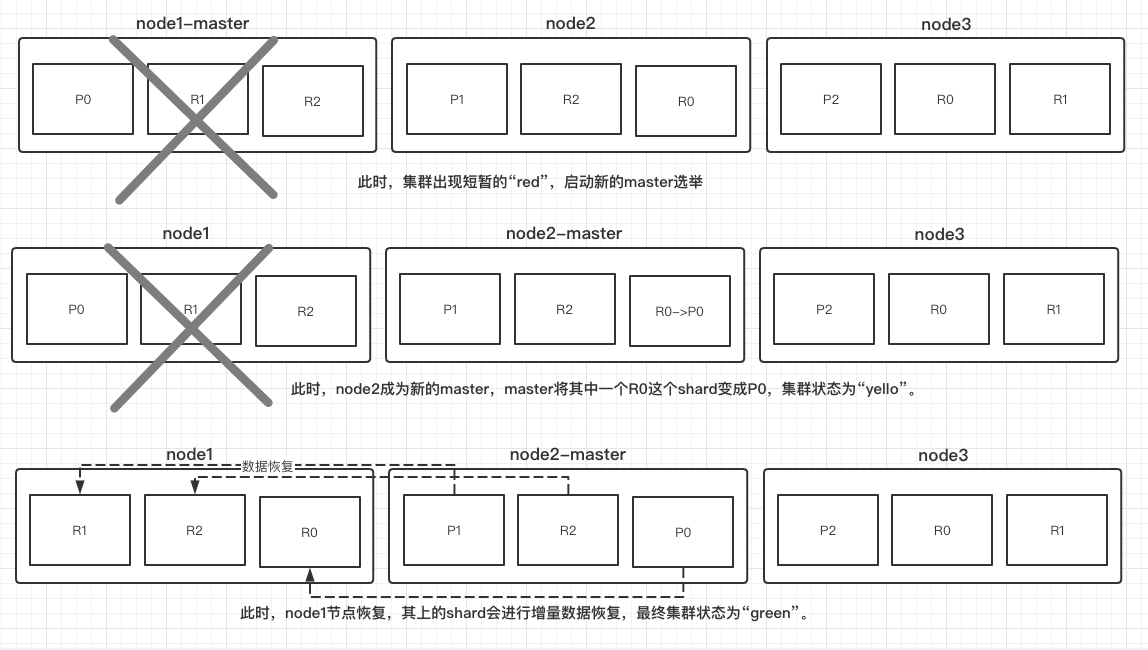 node1-master node2 node3
P0 R1 R2 P1 R2 R0 P2 R0 R1
此时，集群出现短暂的“red”，启动新的master选举
node1 node2-master node3
P0 R1 R2 P1 R2 R0->P0 P2 R0 R1
此时，node2成为新的master，master将其中一个R0这个shard变成P0，集群状态为“yello”。
node1 node2-master node3
数据恢复
R1 R2 R0 P1 R2 P0 P2 R0 R1
此时，node1节点恢复，其上的shard会进行增量数据恢复，最终集群状态为“green”。